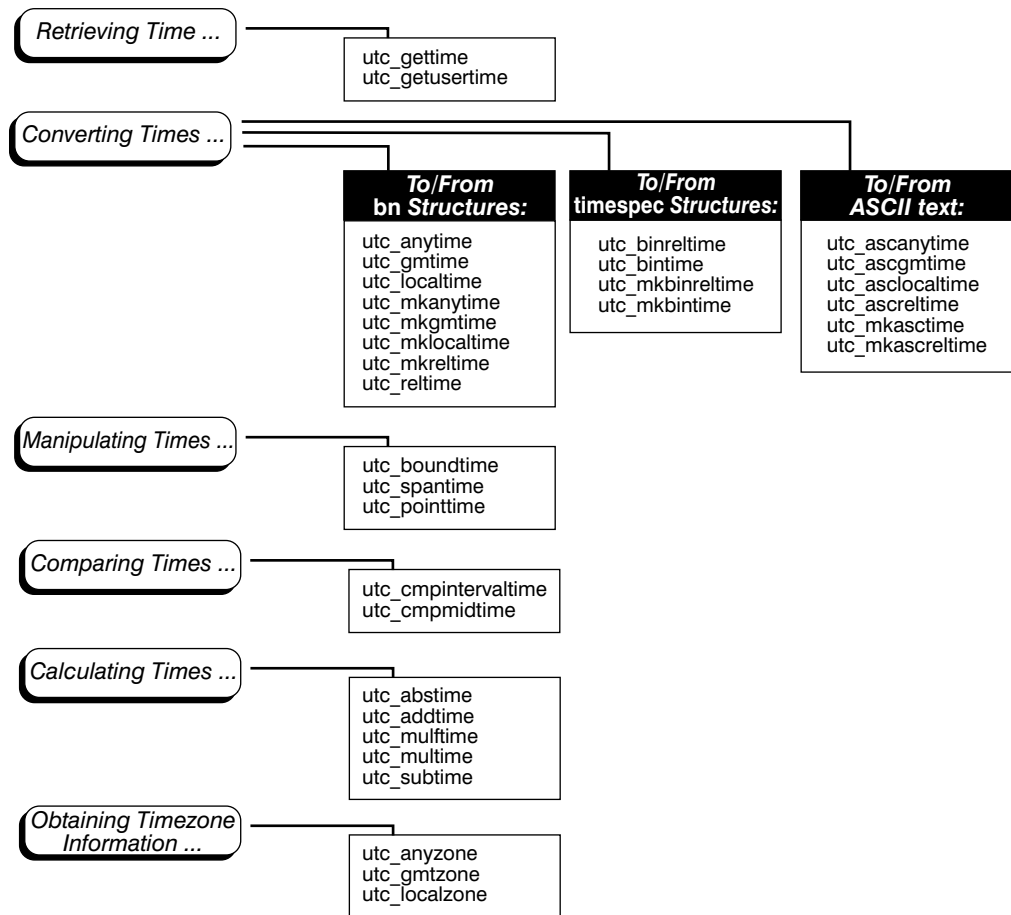 Retrieving Time ...
utc_gettime
utc_getusertime
Converting Times ...
To/From
bn Structures:
utc_anytime
utc_gmtime
utc_localtime
utc_mkanytime
utc_mkgmtime
utc_mklocaltime
utc_mkreltime
utc_reltime
To/From
timespec Structures:
utc_binreltime
utc_bintime
utc_mkbinreltime
utc_mkbintime
To/From
ASCII text:
utc_ascanytime
utc_ascgmtime
utc_asclocaltime
utc_ascreltime
utc_mkasctime
utc_mkascreltime
Manipulating Times ...
utc_boundtime
utc_spantime
utc_pointtime
Comparing Times ...
utc_cmpintervaltime
utc_cmpmidtime
Calculating Times ...
utc_abstime
utc_addtime
utc_mulftime
utc_multime
utc_subtime
Obtaining Timezone
Information ...
utc_anyzone
utc_gmtzone
utc_localzone